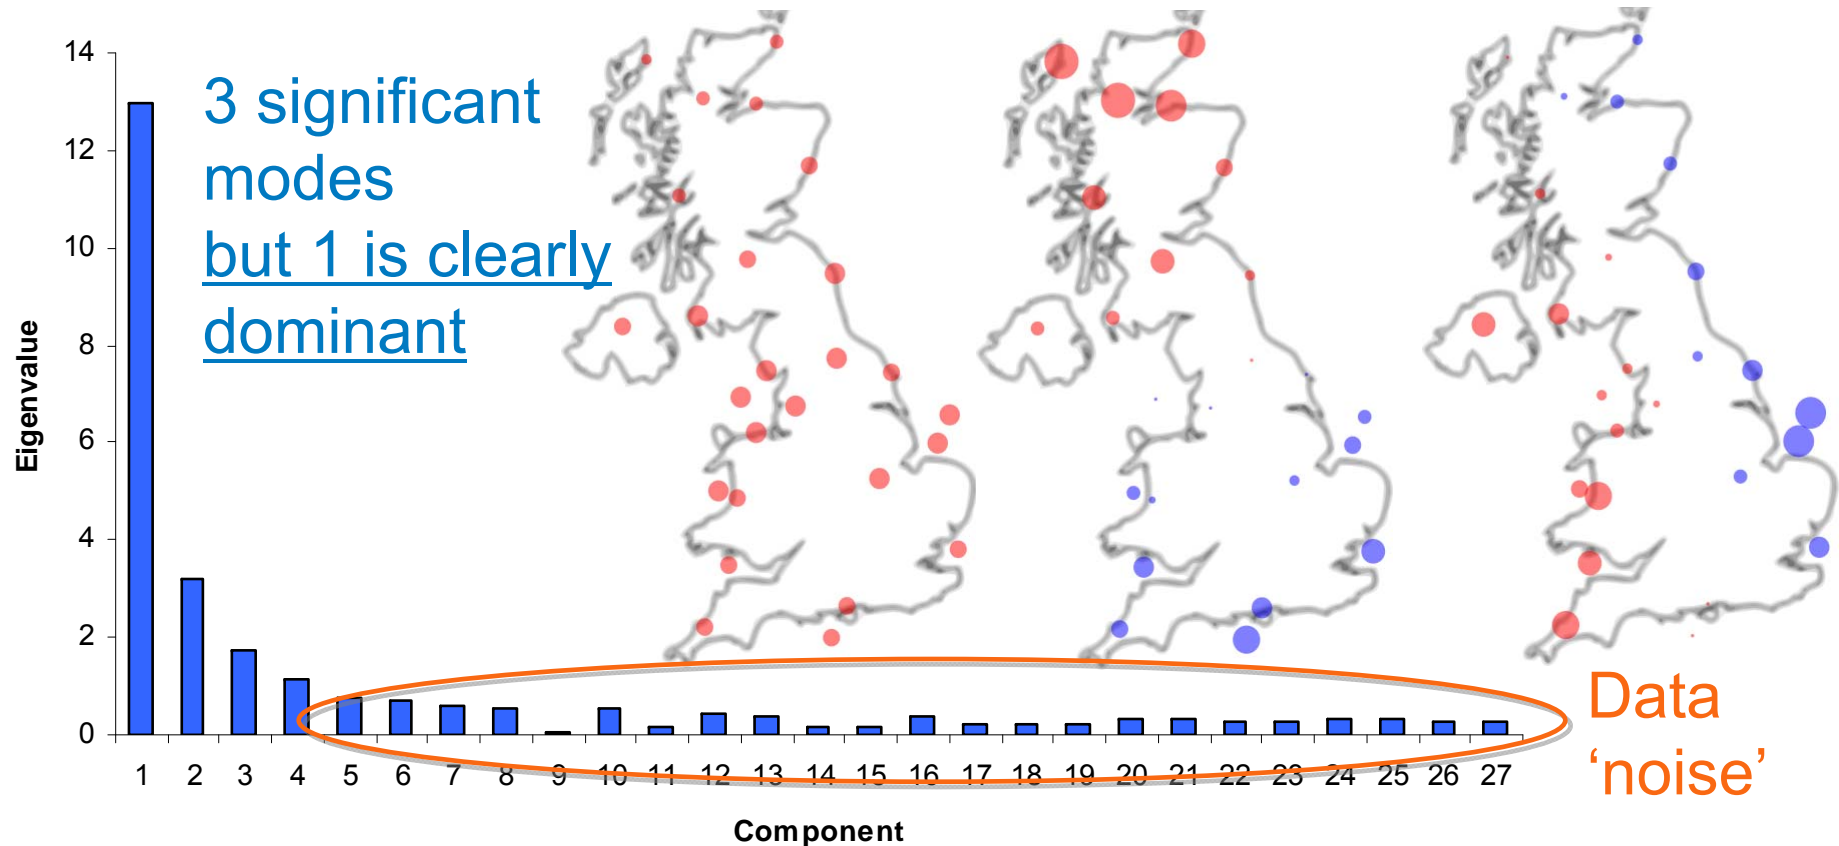 14
12
10
8
6
4
2
0
Eigenvalue
3 significant
modes
but 1 is clearly
dominant
Data
‘noise’
1 2 3 4 5 6 7 8 9 10 11 12 13 14 15 16 17 18 19 20 21 22 23 24 25 26 27
Component